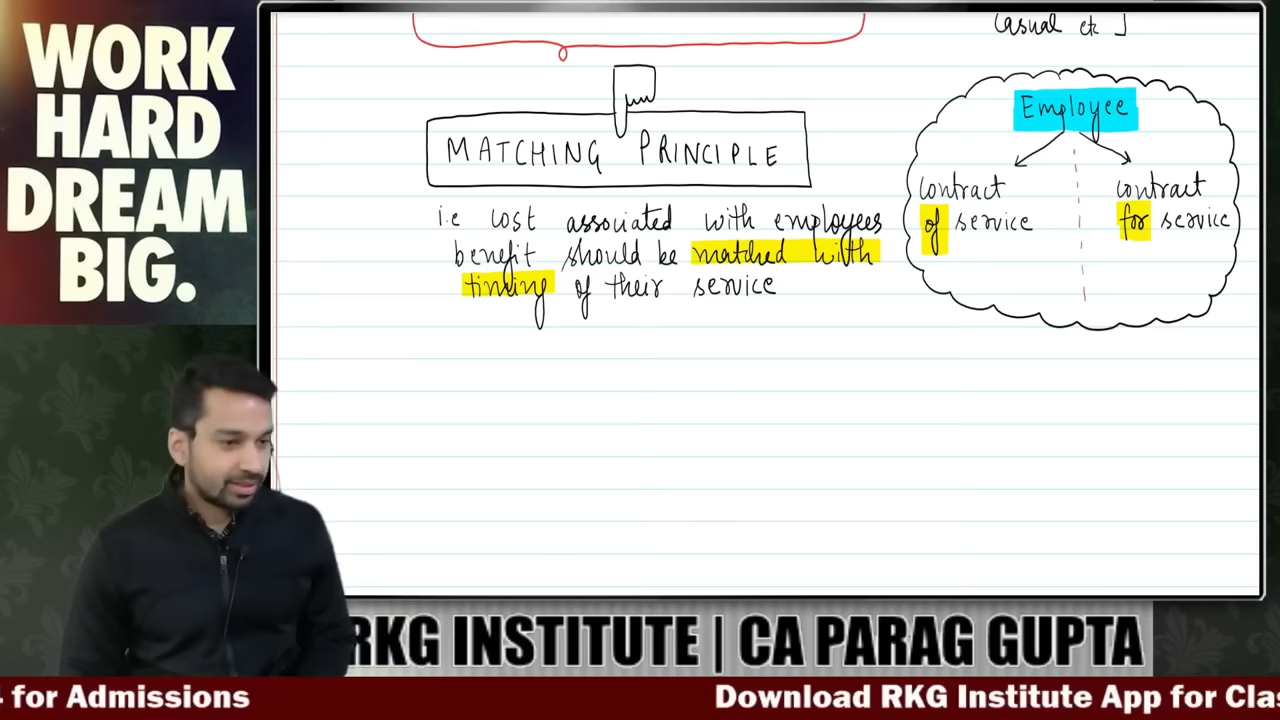 WORK
HARD
DREAM
BIG.
Casual etc ]
MATCHING PRINCIPLE
i.e cost associated with employees
benefit should be matched with
timing of their service
Employee
contract
of service
contract
for service
RKG INSTITUTE | CA PARAG GUPTA
4 for Admissions
Download RKG Institute App for Clas